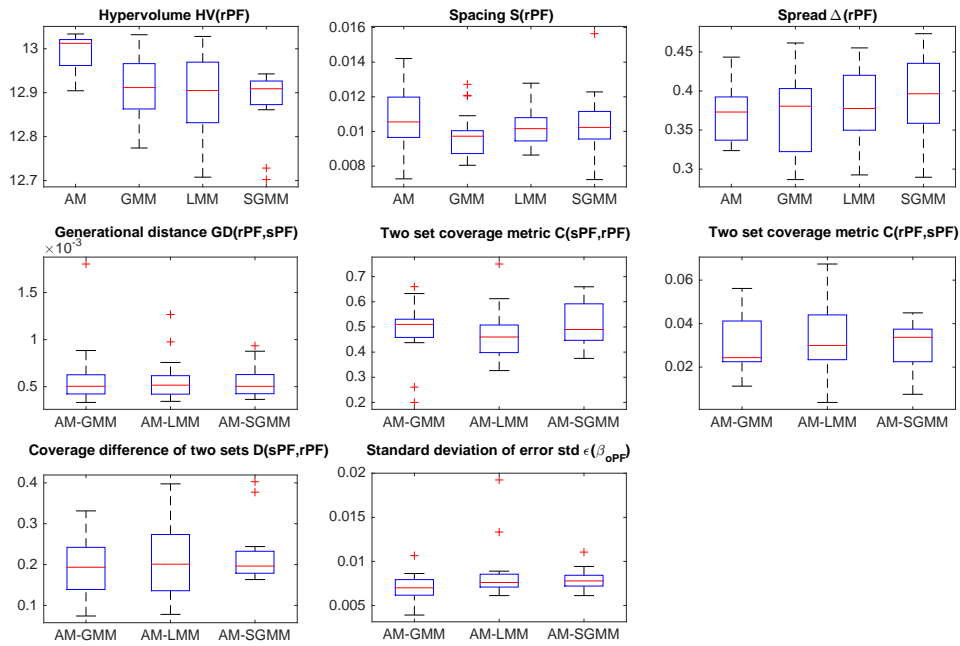 Hypervolume HV(rPF)
13
12.9
12.8
12.7
AM GMM LMM SGMM
Spacing S(rPF)
0.016
0.014
0.012
0.01
0.008
AM GMM LMM SGMM
Spread Δ(rPF)
0.45
0.4
0.35
0.3
AM GMM LMM SGMM
Generational distance GD(rPF,sPF)
×10⁻³
1.5
1
0.5
AM-GMM AM-LMM AM-SGMM
Two set coverage metric C(sPF,rPF)
0.7
0.6
0.5
0.4
0.3
0.2
AM-GMM AM-LMM AM-SGMM
Two set coverage metric C(rPF,sPF)
0.06
0.04
0.02
0
AM-GMM AM-LMM AM-SGMM
Coverage difference of two sets D(sPF,rPF)
0.4
0.3
0.2
0.1
AM-GMM AM-LMM AM-SGMM
Standard deviation of error std ϵ(β_oPF)
0.02
0.015
0.01
0.005
AM-GMM AM-LMM AM-SGMM